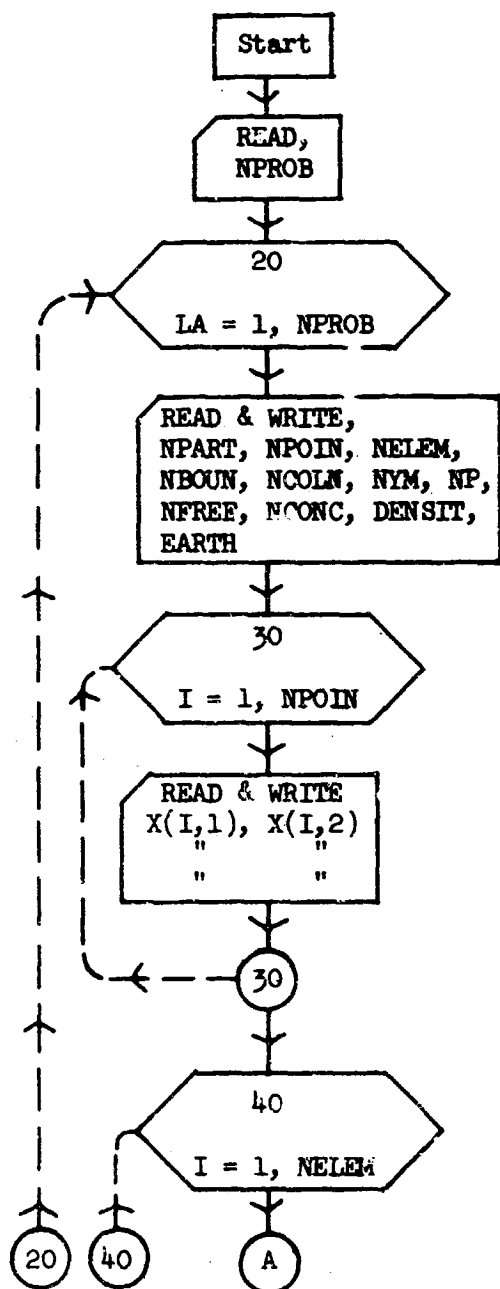 Start
READ,
NPROB
20
LA = 1, NPROB
READ & WRITE,
NPART, NPOIN, NELEM,
NBOUN, NCOLN, NYM, NP,
NFREF, NCONC, DENSIT,
EARTH
30
I = 1, NPOIN
READ & WRITE
X(I,1), X(I,2)
" "
" "
30
40
I = 1, NELEM
20 40 A